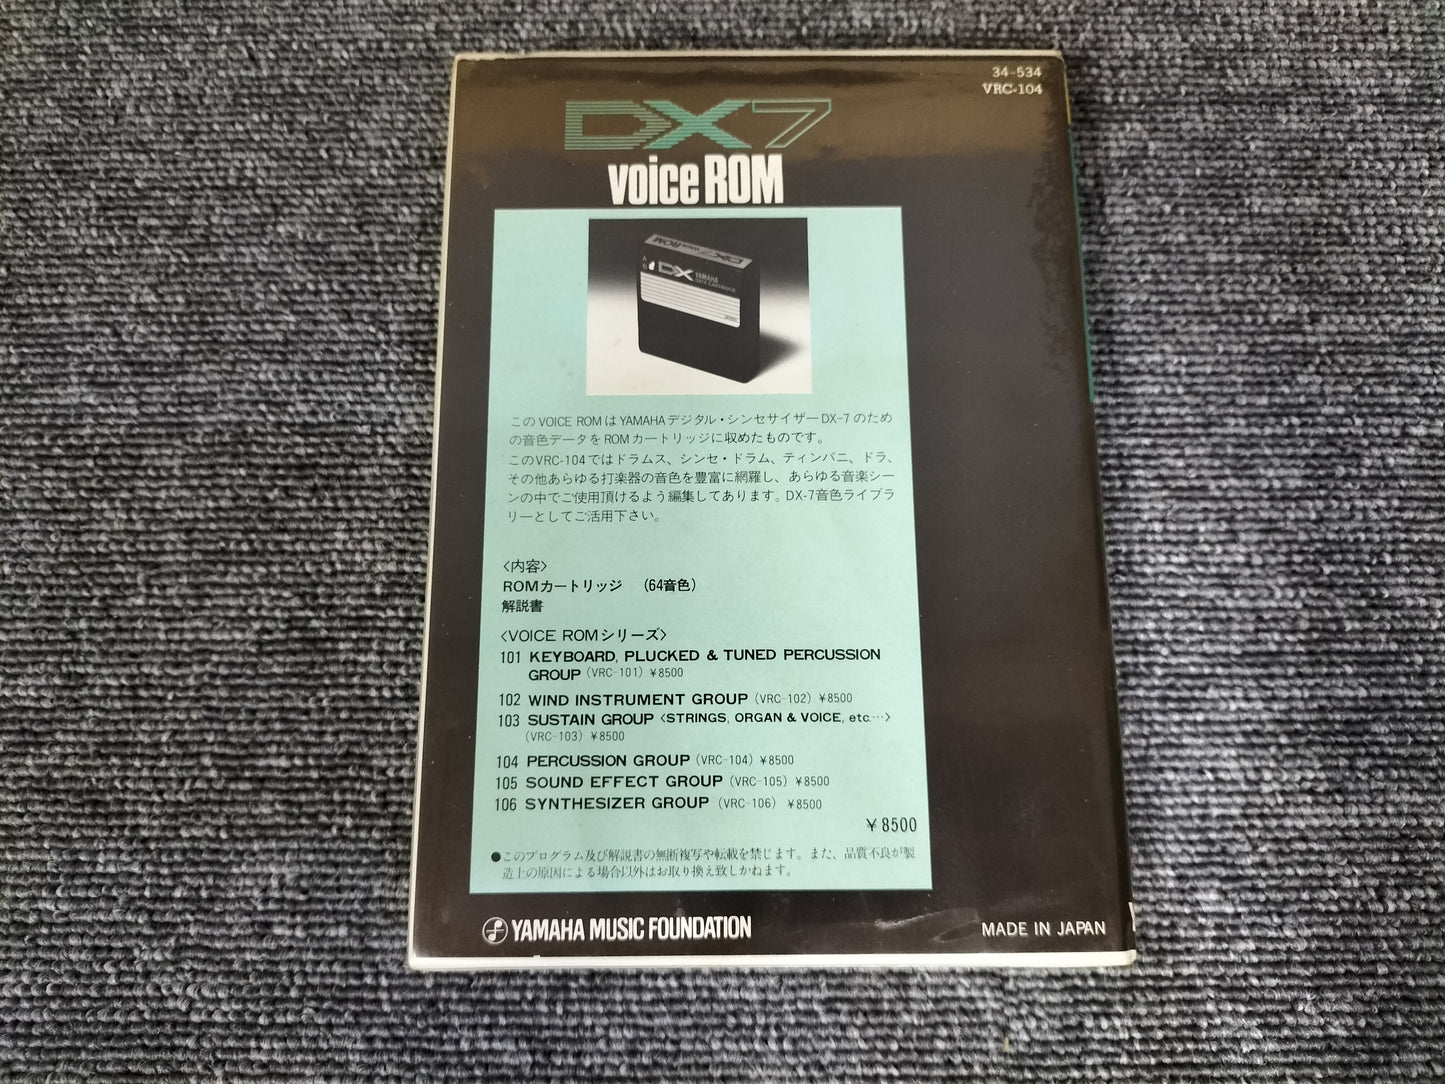 34-534
VRC-104
DX7
voice ROM
DX YAMAHA
このVOICE ROMはYAMAHAデジタル・シンセサイザーDX-7のため
の音色データをROMカートリッジに収めたものです。
このVRC-104ではドラムス、シンセ・ドラム、ティンパニ、ドラ、
その他あらゆる打楽器の音色を豊富に網羅し、あらゆる音楽シー
ンの中でご使用頂けるよう編集してあります。DX-7音色ライブラ
リーとしてご活用下さい。
〈内容〉
ROMカートリッジ (64音色)
解説書
〈VOICE ROMシリーズ〉
101 KEYBOARD, PLUCKED & TUNED PERCUSSION
GROUP (VRC-101) ¥8500
102 WIND INSTRUMENT GROUP (VRC-102) ¥8500
103 SUSTAIN GROUP 〈STRINGS, ORGAN & VOICE, etc.…〉
(VRC-103) ¥8500
104 PERCUSSION GROUP (VRC-104) ¥8500
105 SOUND EFFECT GROUP (VRC-105) ¥8500
106 SYNTHESIZER GROUP (VRC-106) ¥8500
¥8500
●このプログラム及び解説書の無断複写や転載を禁じます。また、品質不良が製
造上の原因による場合以外はお取り換え致しかねます。
YAMAHA MUSIC FOUNDATION
MADE IN JAPAN